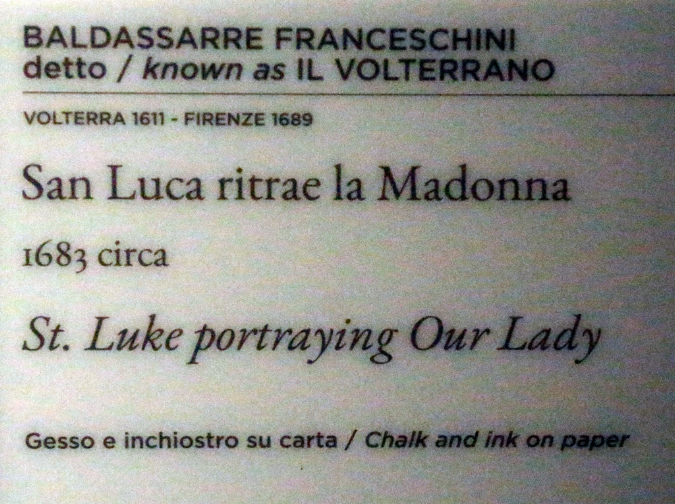 BALDASSARRE FRANCESCHINI
detto / known as IL VOLTERRANO
VOLTERRA 1611 - FIRENZE 1689
San Luca ritrae la Madonna
1683 circa
St. Luke portraying Our Lady
Gesso e inchiostro su carta / Chalk and ink on paper